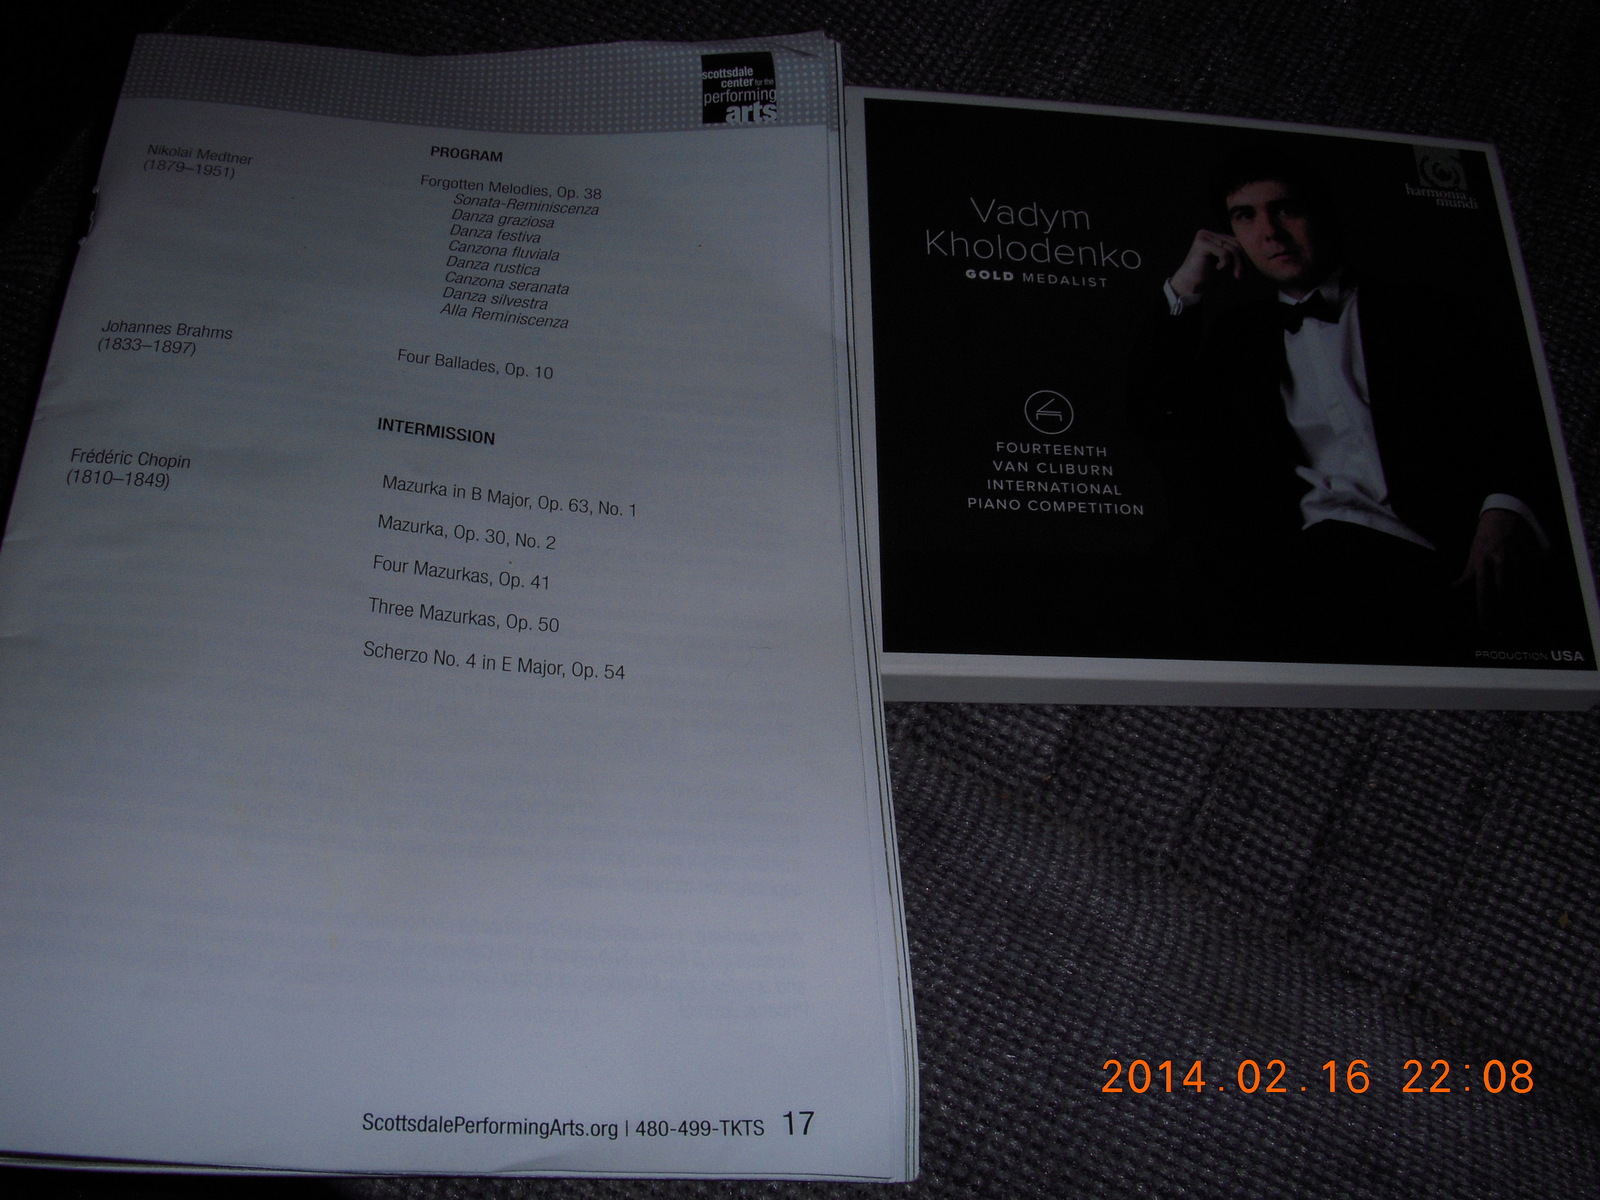 scottsdale
center for the
performing
arts
PROGRAM
Nikolai Medtner
(1879–1951)
Forgotten Melodies, Op. 38
Sonata-Reminiscenza
Danza graziosa
Danza festiva
Canzona fluviala
Danza rustica
Canzona seranata
Danza silvestra
Alla Reminiscenza
Johannes Brahms
(1833–1897)
Four Ballades, Op. 10
INTERMISSION
Frédéric Chopin
(1810–1849)
Mazurka in B Major, Op. 63, No. 1
Mazurka, Op. 30, No. 2
Four Mazurkas, Op. 41
Three Mazurkas, Op. 50
Scherzo No. 4 in E Major, Op. 54
ScottsdalePerformingArts.org | 480-499-TKTS 17
harmonia
mundi
Vadym
Kholodenko
GOLD MEDALIST
FOURTEENTH
VAN CLIBURN
INTERNATIONAL
PIANO COMPETITION
PRODUCTION USA
2014.02.16 22:08